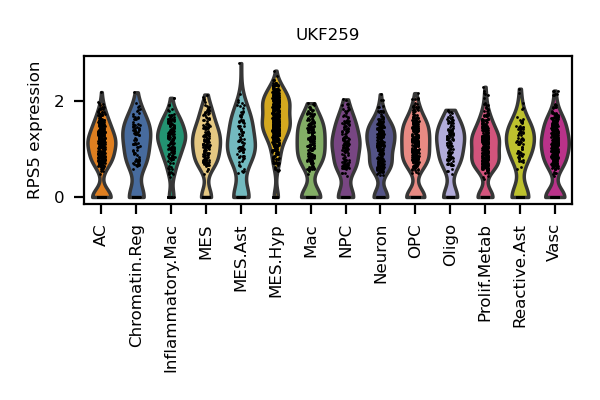 UKF259
RPS5 expression
2
0
AC
Chromatin.Reg
Inflammatory.Mac
MES
MES.Ast
MES.Hyp
Mac
NPC
Neuron
OPC
Oligo
Prolif.Metab
Reactive.Ast
Vasc